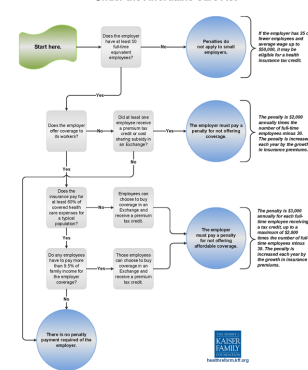 Does the employer
have at least 50
full-time
equivalent
employees?
Start here.
No
Penalties do
not apply to small
employers.
If the employer has 25 or
fewer employees and
average wage up to
$50,000, it may be
eligible for a health
insurance tax credit.
Yes
Does the employer
offer coverage to
its workers?
No
Did at least one
employee receive a
premium tax
credit or cost
sharing subsidy in
an Exchange?
Yes
The employer must pay a
penalty for not offering
coverage.
The penalty is $2,000
annually times the
number of full-time
employees minus 30.
The penalty is increased
each year by the growth
in insurance premiums.
Yes
No
Does the
insurance pay for
at least 60% of
covered health
care expenses for
a typical
population?
No
Employees can
choose to buy
coverage in an
Exchange and
receive a premium
tax credit.
Yes
The employer
must pay a penalty
for not offering
affordable coverage.
The penalty is $3,000
annually for each full-
time employee receiving
a tax credit, up to a
maximum of $2,000
times the number of full-
time employees minus
30. The penalty is
increased each year by
the growth in insurance
premiums.
Do any employees
have to pay more
than 9.5% of
family income for
the employer
coverage?
Yes
Those employees
can choose to buy
coverage in an
Exchange and
receive a premium
tax credit.
No
There is no penalty
payment required of the
employer.
KAISER
FAMILY
FOUNDATION
healthreform.kff.org